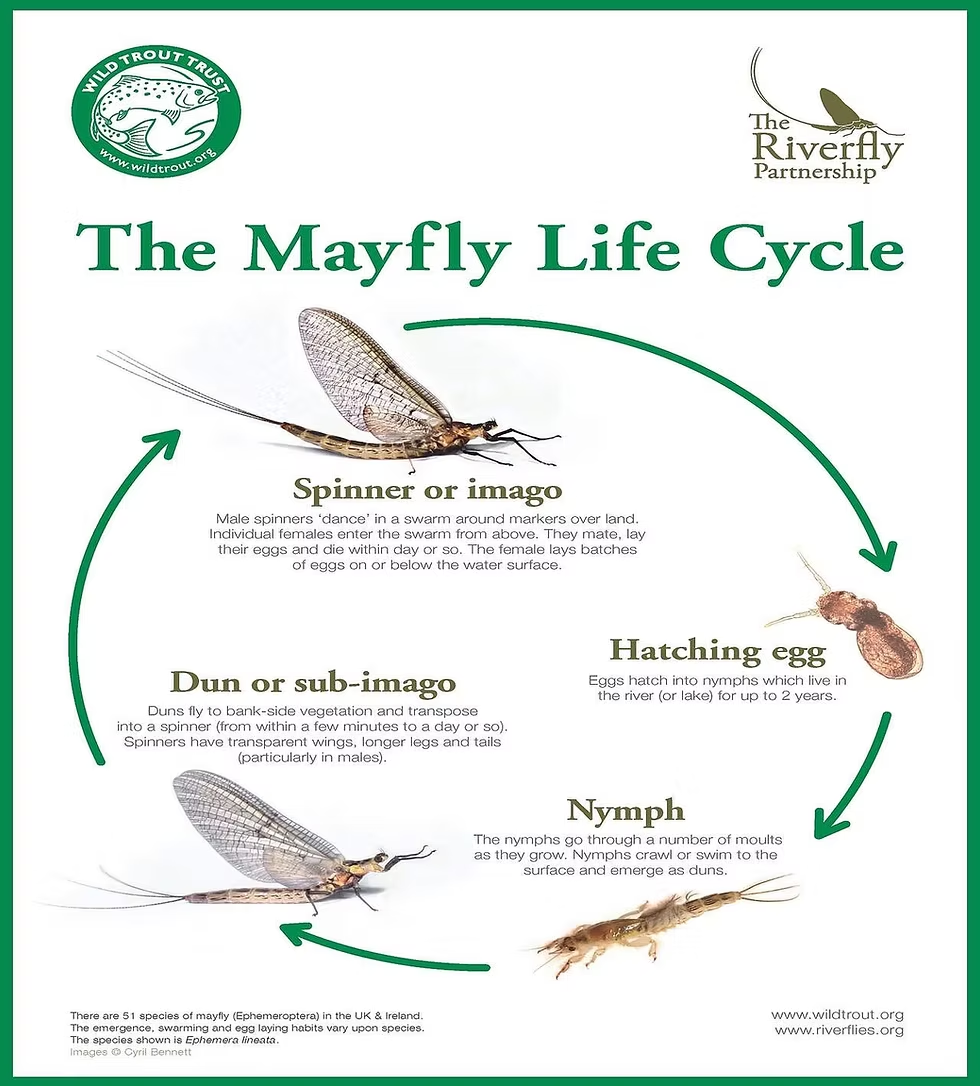 WILD TROUT TRUST
www.wildtrout.org
The
Riverfly
Partnership
The Mayfly Life Cycle
Spinner or imago
Male spinners ‘dance’ in a swarm around markers over land.
Individual females enter the swarm from above. They mate, lay
their eggs and die within day or so. The female lays batches
of eggs on or below the water surface.
Hatching egg
Eggs hatch into nymphs which live in
the river (or lake) for up to 2 years.
Dun or sub-imago
Duns fly to bank-side vegetation and transpose
into a spinner (from within a few minutes to a day or so).
Spinners have transparent wings, longer legs and tails
(particularly in males).
Nymph
The nymphs go through a number of moults
as they grow. Nymphs crawl or swim to the
surface and emerge as duns.
There are 51 species of mayfly (Ephemeroptera) in the UK & Ireland.
The emergence, swarming and egg laying habits vary upon species.
The species shown is Ephemera lineata.
Images © Cyril Bennett
www.wildtrout.org
www.riverflies.org